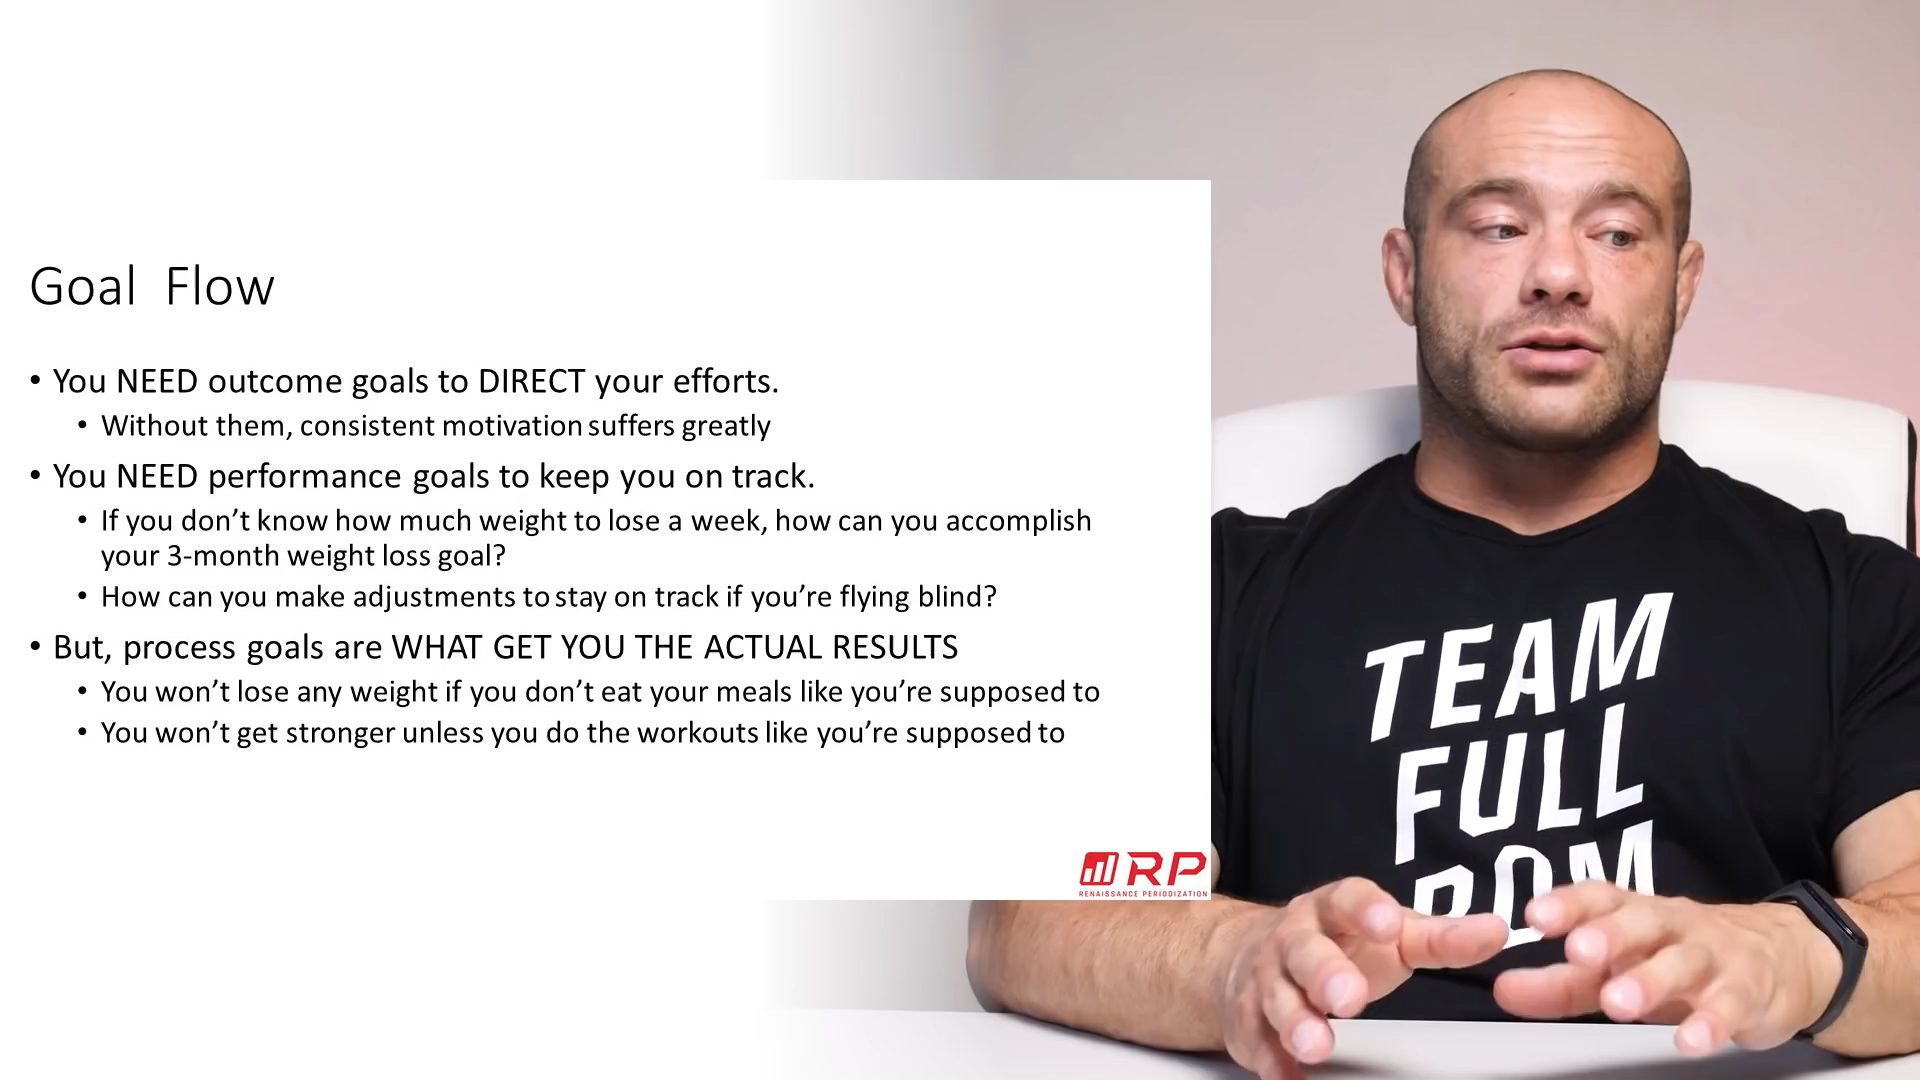 Goal Flow
• You NEED outcome goals to DIRECT your efforts.
• Without them, consistent motivation suffers greatly
• You NEED performance goals to keep you on track.
• If you don’t know how much weight to lose a week, how can you accomplish
your 3-month weight loss goal?
• How can you make adjustments to stay on track if you’re flying blind?
• But, process goals are WHAT GET YOU THE ACTUAL RESULTS
• You won’t lose any weight if you don’t eat your meals like you’re supposed to
• You won’t get stronger unless you do the workouts like you’re supposed to
RP
RENAISSANCE PERIODIZATION
TEAM
FULL
ROM